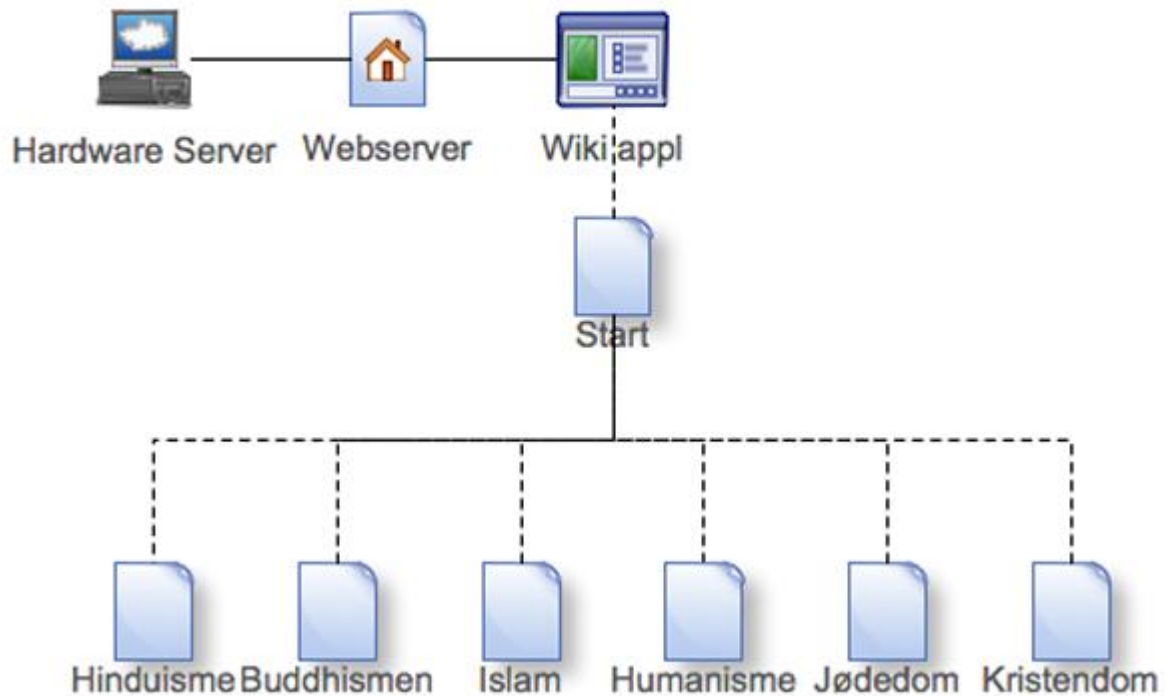 Hardware Server
Webserver
Wiki appl
Start
Hinduisme
Buddhismen
Islam
Humanisme
Jødedom
Kristendom